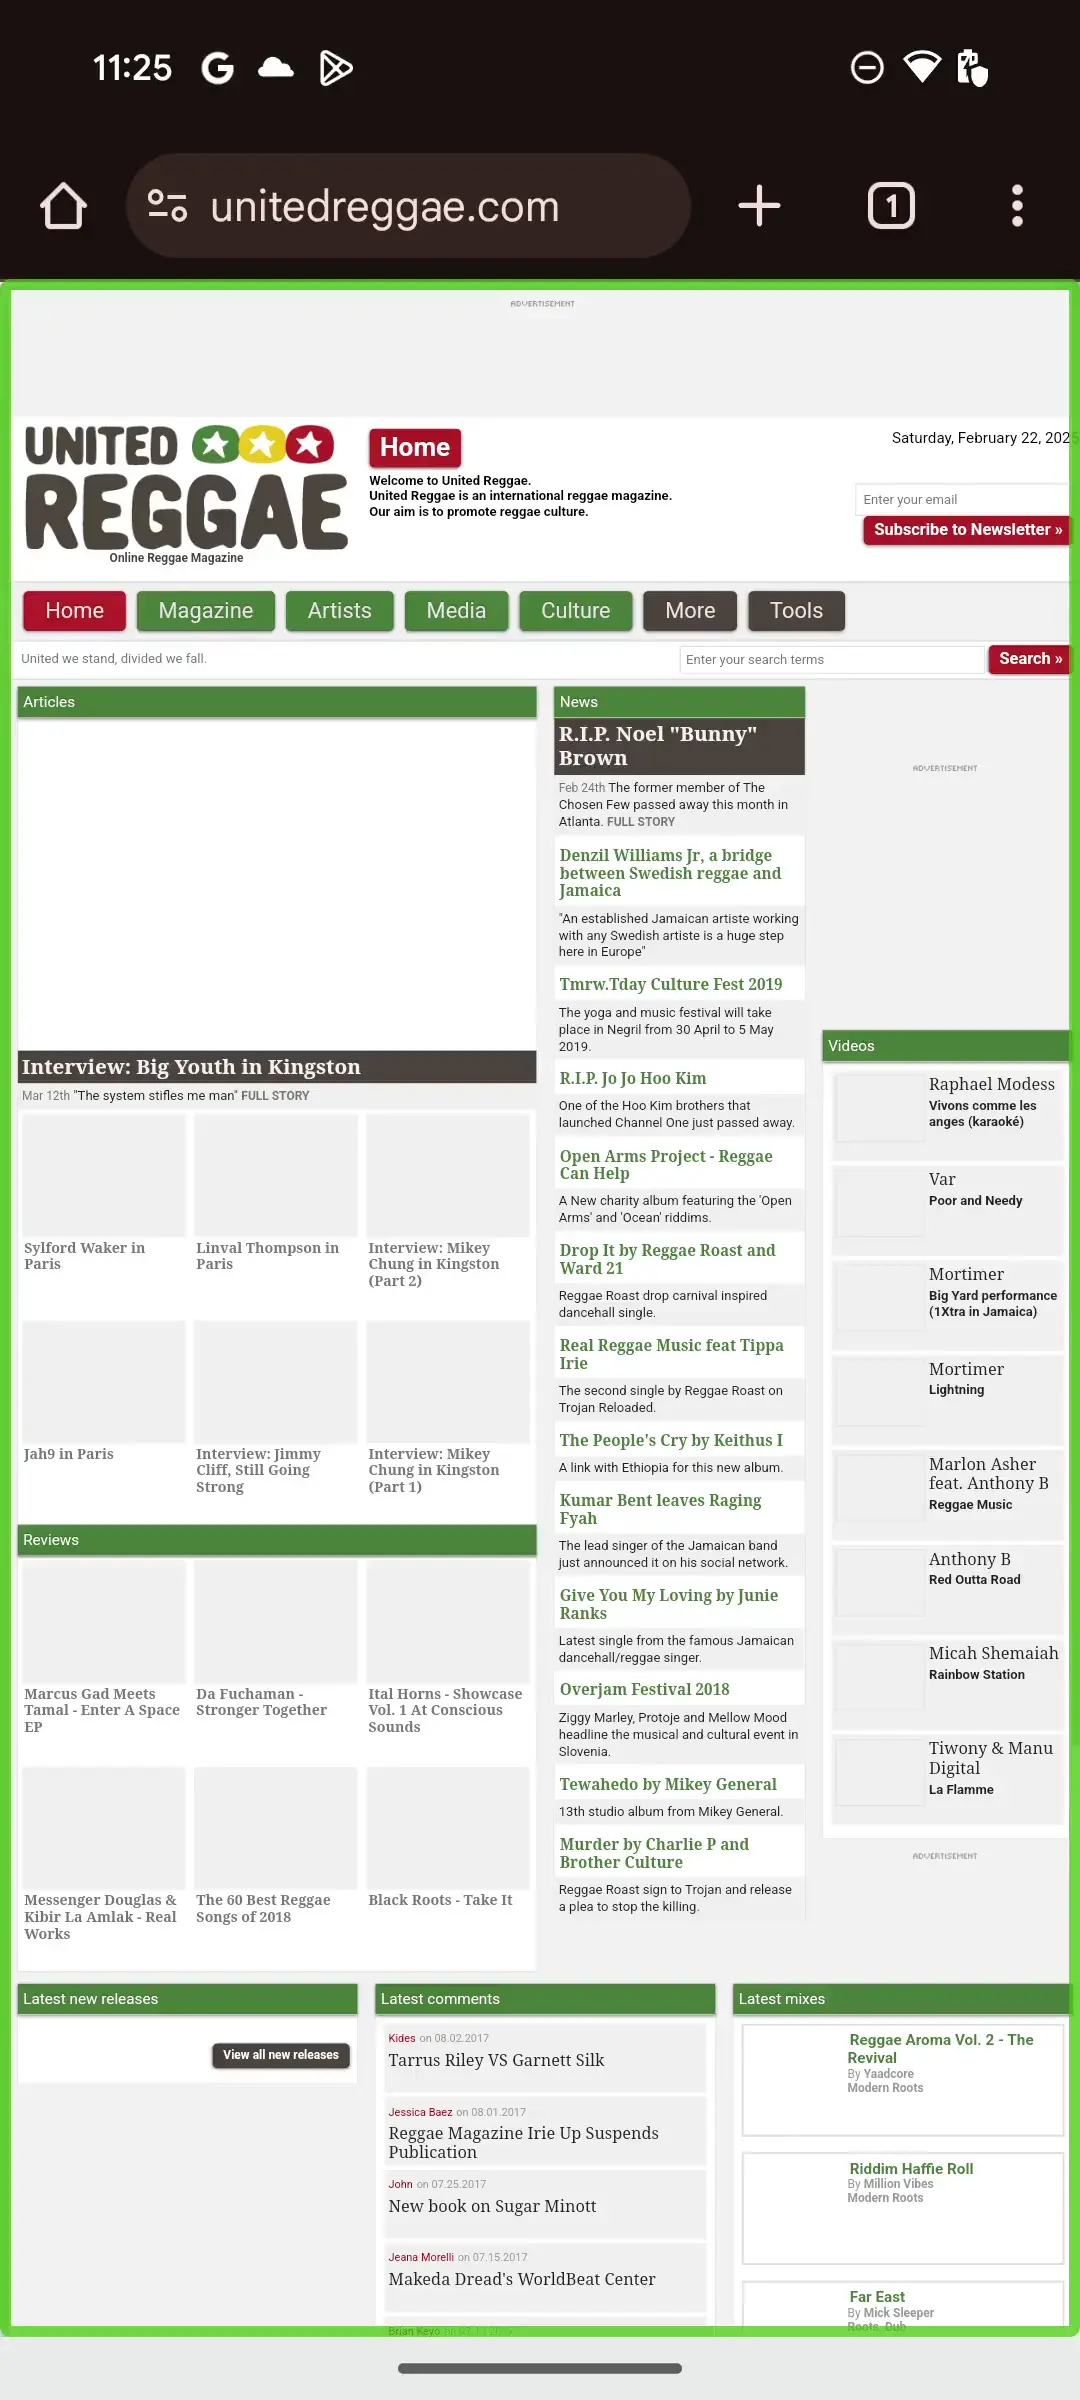 11:25
unitedreggae.com
1
ADVERTISEMENT
UNITED
REGGAE
Online Reggae Magazine
Home
Welcome to United Reggae.
United Reggae is an international reggae magazine.
Our aim is to promote reggae culture.
Saturday, February 22, 2025
Enter your email
Subscribe to Newsletter »
Home Magazine Artists Media Culture More Tools
United we stand, divided we fall.
Enter your search terms
Search »
Articles
Interview: Big Youth in Kingston
Mar 12th "The system stifles me man" FULL STORY
Sylford Waker in
Paris
Linval Thompson in
Paris
Interview: Mikey
Chung in Kingston
(Part 2)
Jah9 in Paris
Interview: Jimmy
Cliff, Still Going
Strong
Interview: Mikey
Chung in Kingston
(Part 1)
Reviews
Marcus Gad Meets
Tamal - Enter A Space
EP
Da Fuchaman -
Stronger Together
Ital Horns - Showcase
Vol. 1 At Conscious
Sounds
Messenger Douglas &
Kibir La Amlak - Real
Works
The 60 Best Reggae
Songs of 2018
Black Roots - Take It
News
R.I.P. Noel "Bunny"
Brown
Feb 24th The former member of The
Chosen Few passed away this month in
Atlanta. FULL STORY
Denzil Williams Jr, a bridge
between Swedish reggae and
Jamaica
"An established Jamaican artiste working
with any Swedish artiste is a huge step
here in Europe"
Tmrw.Tday Culture Fest 2019
The yoga and music festival will take
place in Negril from 30 April to 5 May
2019.
R.I.P. Jo Jo Hoo Kim
One of the Hoo Kim brothers that
launched Channel One just passed away.
Open Arms Project - Reggae
Can Help
A New charity album featuring the 'Open
Arms' and 'Ocean' riddims.
Drop It by Reggae Roast and
Ward 21
Reggae Roast drop carnival inspired
dancehall single.
Real Reggae Music feat Tippa
Irie
The second single by Reggae Roast on
Trojan Reloaded.
The People's Cry by Keithus I
A link with Ethiopia for this new album.
Kumar Bent leaves Raging
Fyah
The lead singer of the Jamaican band
just announced it on his social network.
Give You My Loving by Junie
Ranks
Latest single from the famous Jamaican
dancehall/reggae singer.
Overjam Festival 2018
Ziggy Marley, Protoje and Mellow Mood
headline the musical and cultural event in
Slovenia.
Tewahedo by Mikey General
13th studio album from Mikey General.
Murder by Charlie P and
Brother Culture
Reggae Roast sign to Trojan and release
a plea to stop the killing.
ADVERTISEMENT
Videos
Raphael Modess
Vivons comme les
anges (karaoké)
Var
Poor and Needy
Mortimer
Big Yard performance
(1Xtra in Jamaica)
Mortimer
Lightning
Marlon Asher
feat. Anthony B
Reggae Music
Anthony B
Red Outta Road
Micah Shemaiah
Rainbow Station
Tiwony & Manu
Digital
La Flamme
ADVERTISEMENT
Latest new releases
View all new releases
Latest comments
Kides on 08.02.2017
Tarrus Riley VS Garnett Silk
Jessica Baez on 08.01.2017
Reggae Magazine Irie Up Suspends
Publication
John on 07.25.2017
New book on Sugar Minott
Jeana Morelli on 07.15.2017
Makeda Dread's WorldBeat Center
Brian Kevo on
Latest mixes
Reggae Aroma Vol. 2 - The
Revival
By Yaadcore
Modern Roots
Riddim Haffie Roll
By Million Vibes
Modern Roots
Far East
By Mick Sleeper
Roots, Dub